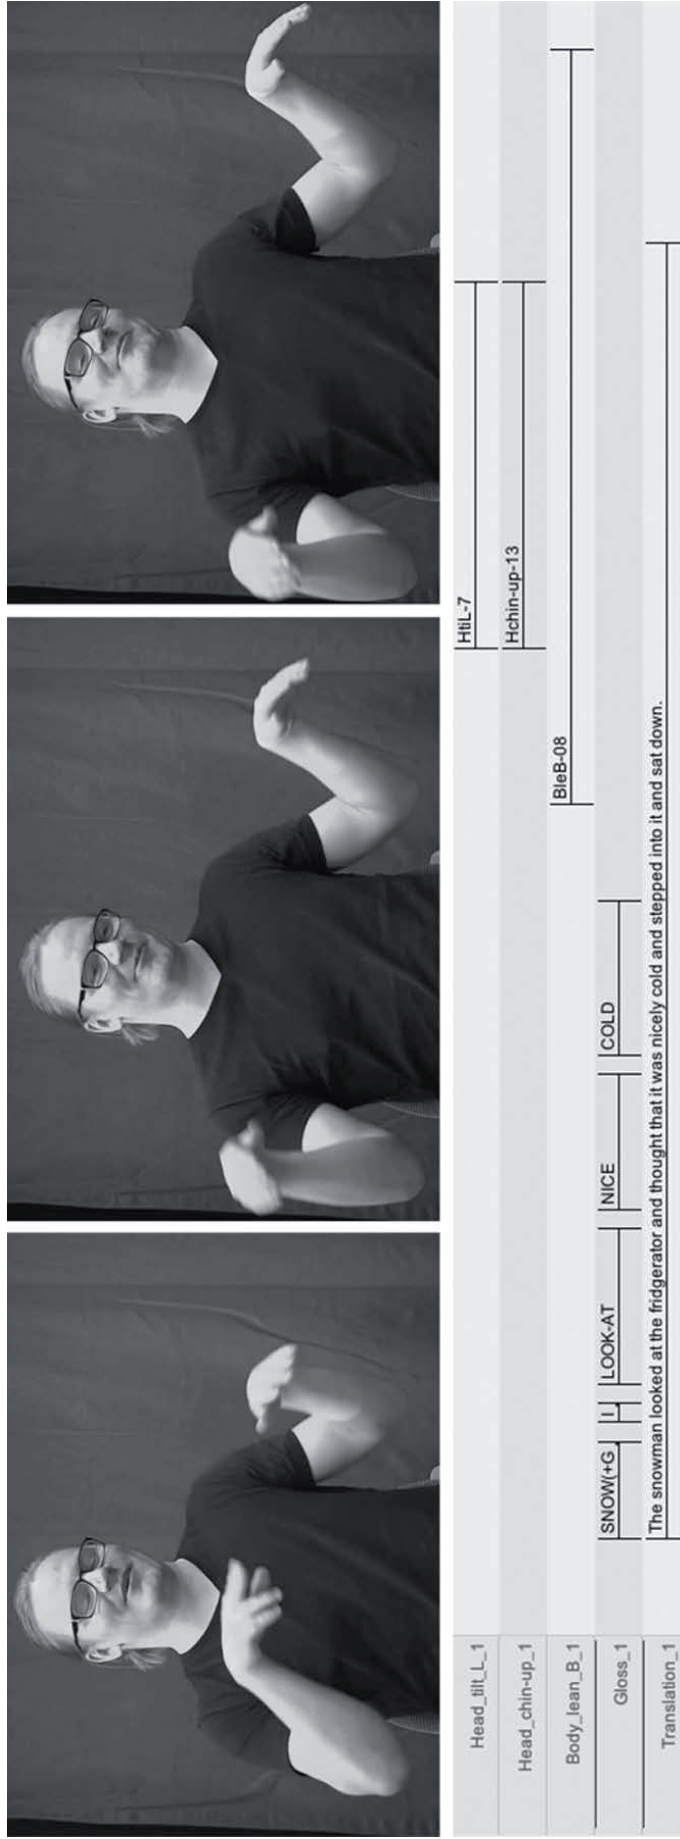 Head_tilt_L_1 HtiL-7
Head_chin-up_1 Hchin-up-13
Body_lean_B_1 BleB-08
Gloss_1 SNOW(+G I LOOK-AT NICE COLD
Translation_1 The snowman looked at the fridgerator and thought that it was nicely cold and stepped into it and sat down.